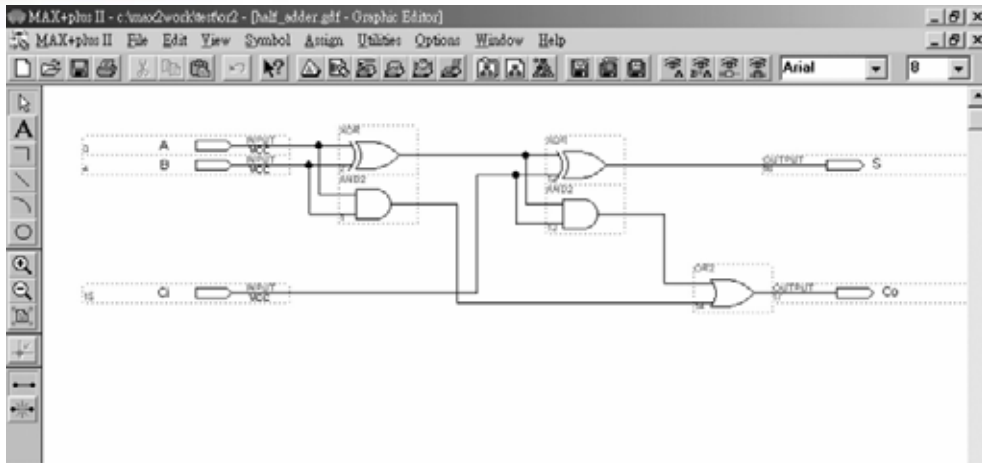 MAX+plus II - c:\max2work\test\or2 - [half_adder.gdf - Graphic Editor]
MAX+plus II File Edit View Symbol Assign Utilities Options Window Help
Arial 8
XOR XOR
A INPUT VCC
B INPUT VCC
OUTPUT S
AND2 AND2
12
OR2
15 Ci INPUT VCC
OUTPUT Co